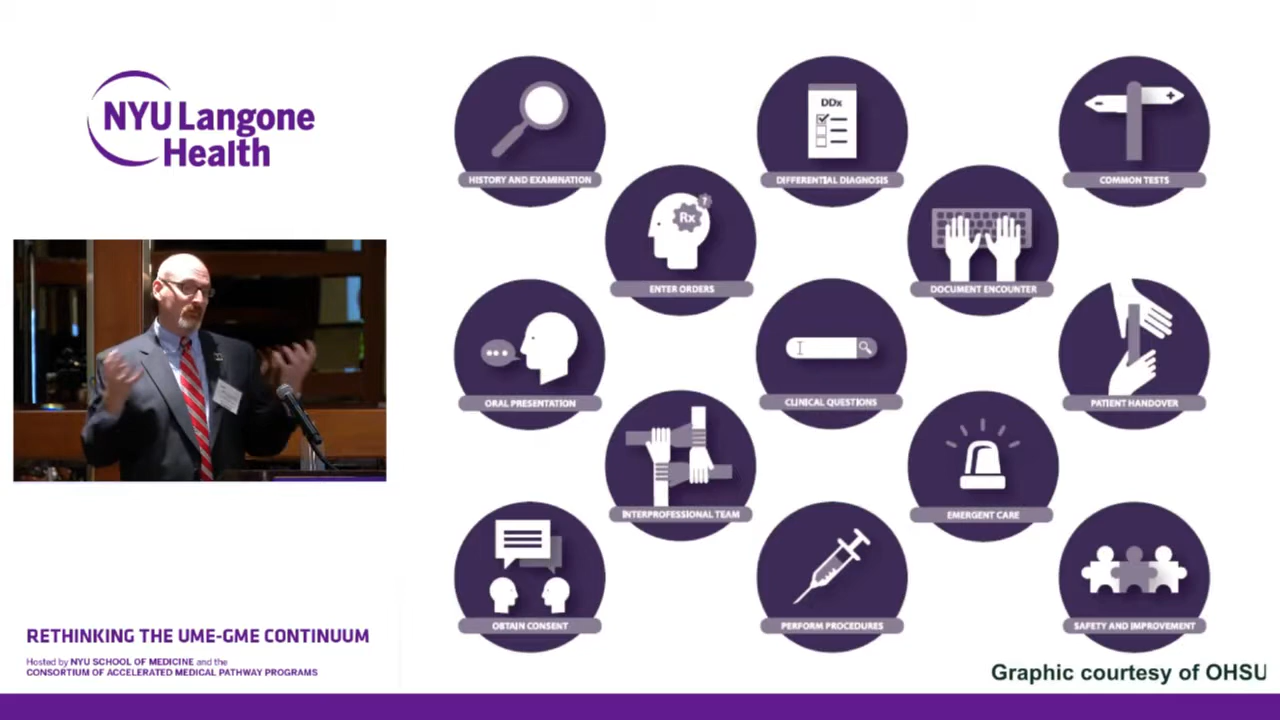 NYU Langone
Health
RETHINKING THE UME-GME CONTINUUM
Hosted by NYU SCHOOL OF MEDICINE and the
CONSORTIUM OF ACCELERATED MEDICAL PATHWAY PROGRAMS
HISTORY AND EXAMINATION
DDx
DIFFERENTIAL DIAGNOSIS
COMMON TESTS
Rx
?
ENTER ORDERS
DOCUMENT ENCOUNTER
ORAL PRESENTATION
CLINICAL QUESTIONS
PATIENT HANDOVER
INTERPROFESSIONAL TEAM
EMERGENT CARE
OBTAIN CONSENT
PERFORM PROCEDURES
SAFETY AND IMPROVEMENT
Graphic courtesy of OHSU